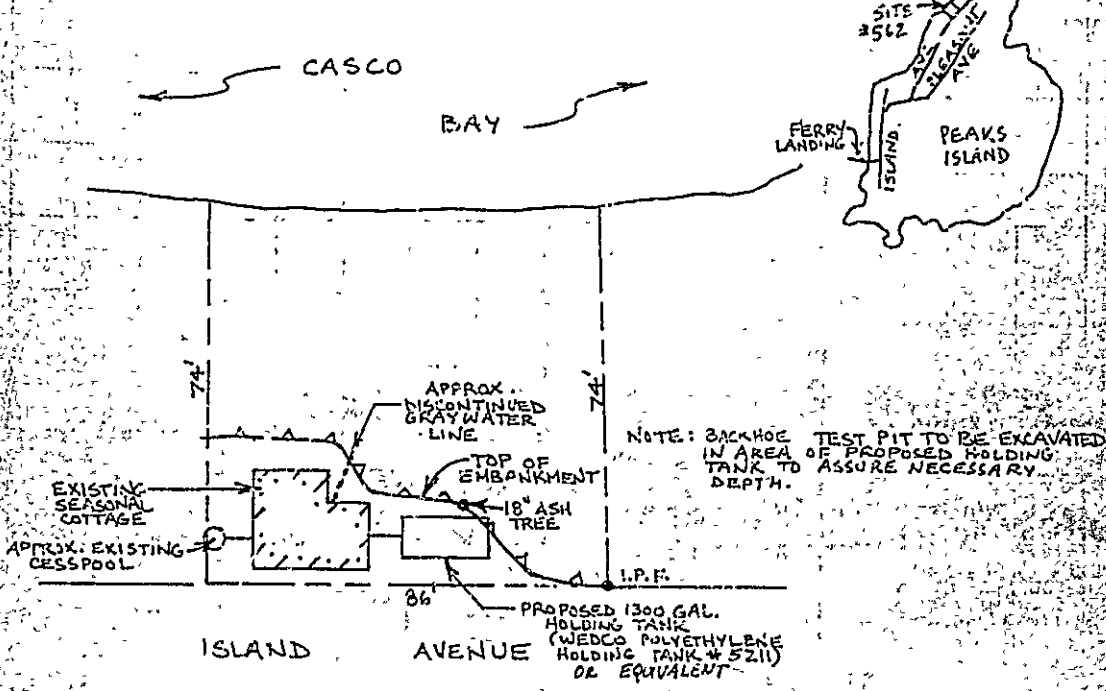 SITE
#562
AV.
PLEASANT
AVE
CASCO
BAY
FERRY
LANDING
ISLAND.
PEAKS
ISLAND
74'
74'
APPROX.
DISCONTINUED
GRAY WATER
LINE
NOTE: BACKHOE TEST PIT TO BE EXCAVATED
IN AREA OF PROPOSED HOLDING
TANK TO ASSURE NECESSARY
DEPTH.
TOP OF
EMBANKMENT
EXISTING
SEASONAL
COTTAGE
18" ASH
TREE
APPROX. EXISTING
CESSPOOL
I.P.F.
86'
PROPOSED 1300 GAL.
HOLDING TANK
(WEDCO POLYETHYLENE
HOLDING TANK # 5211)
OR EQUIVALENT
ISLAND AVENUE